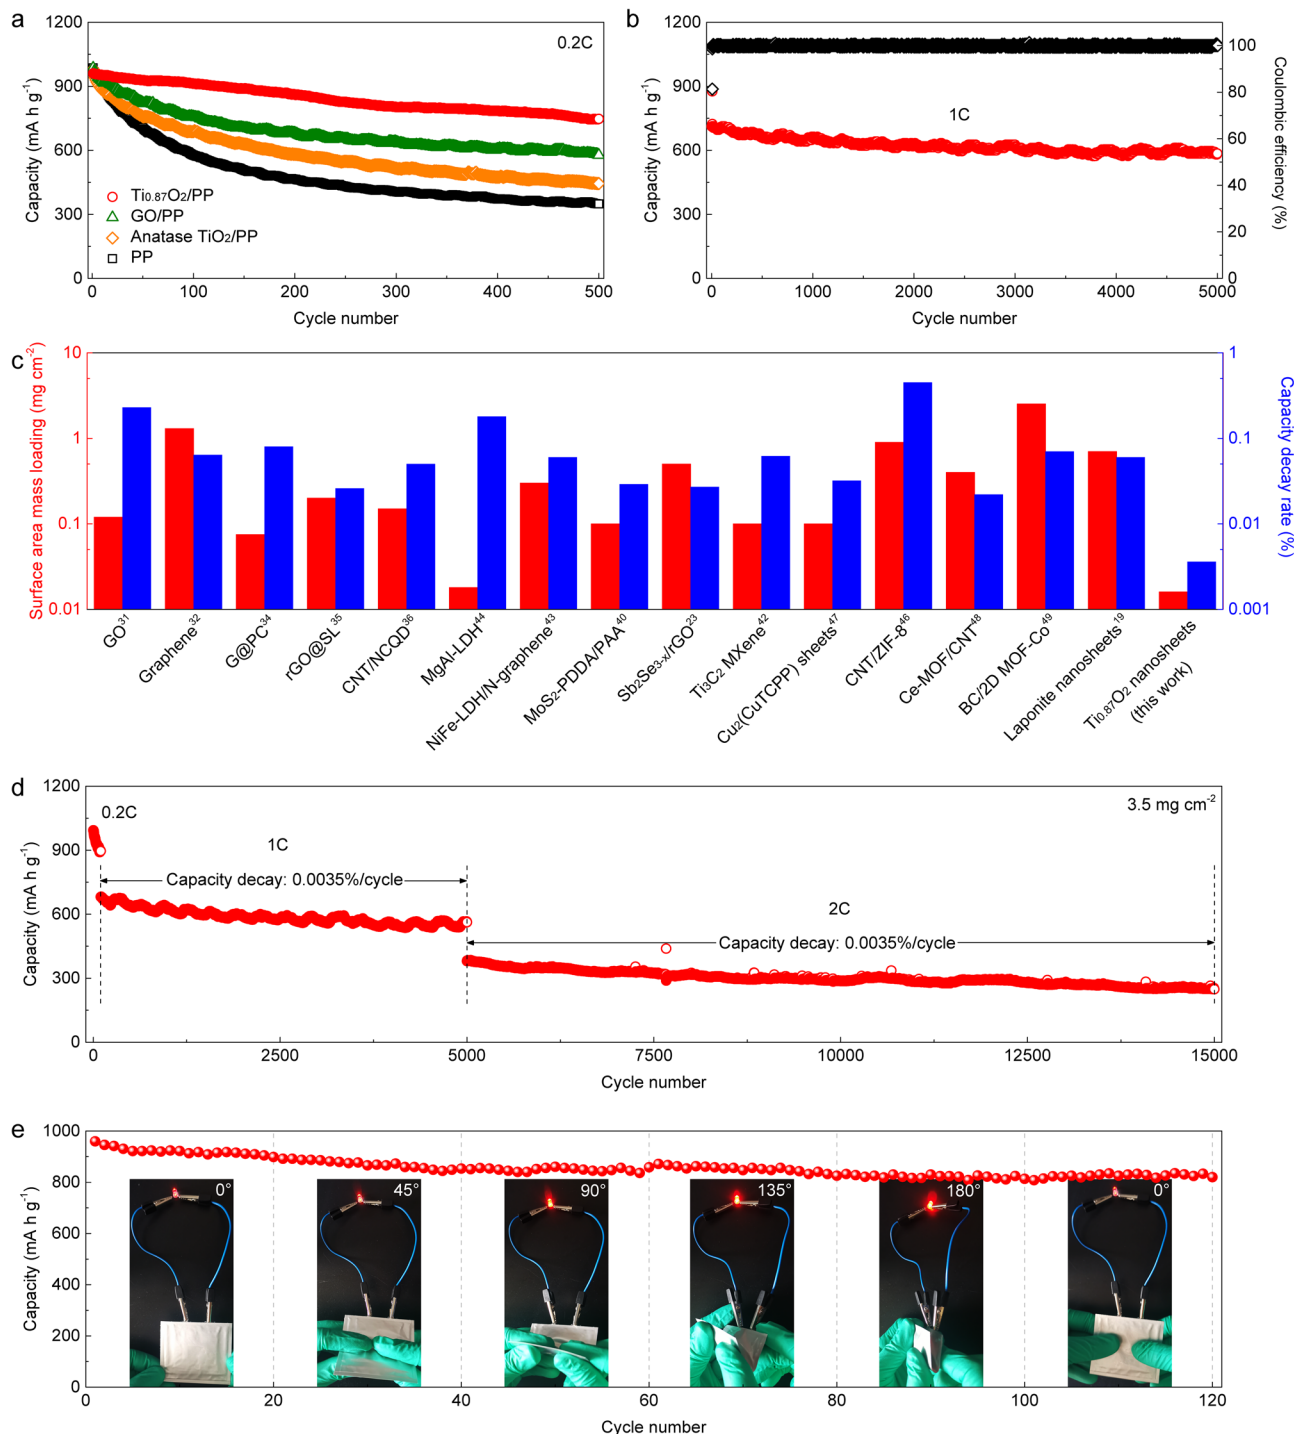 a
1200
900
600
300
0
Capacity (mA h g⁻¹)
0.2C
Ti₀.₈₇O₂/PP
GO/PP
Anatase TiO₂/PP
PP
0 100 200 300 400 500
Cycle number
b
1200
900
600
300
0
Capacity (mA h g⁻¹)
1C
100
80
60
40
20
0
Coulombic efficiency (%)
0 1000 2000 3000 4000 5000
Cycle number
c
10
1
0.1
0.01
Surface area mass loading (mg cm⁻²)
1
0.1
0.01
0.001
Capacity decay rate (%)
GO³¹
Graphene³²
G@PC³⁴
rGO@SL³⁵
CNT/NCQD³⁶
MgAl-LDH⁴⁴
NiFe-LDH/N-graphene⁴³
MoS₂-PDDA/PAA⁴⁰
Sb₂Se₃₋ₓ/rGO²³
Ti₃C₂ MXene⁴²
Cu₂(CuTCPP) sheets⁴⁷
CNT/ZIF-8⁴⁶
Ce-MOF/CNT⁴⁸
BC/2D MOF-Co⁴⁹
Laponite nanosheets¹⁹
Ti₀.₈₇O₂ nanosheets
(this work)
d
1200
900
600
300
0
Capacity (mA h g⁻¹)
0.2C
3.5 mg cm⁻²
1C
Capacity decay: 0.0035%/cycle
2C
Capacity decay: 0.0035%/cycle
0 2500 5000 7500 10000 12500 15000
Cycle number
e
1000
800
600
400
200
0
Capacity (mA h g⁻¹)
0° 45° 90° 135° 180° 0°
0 20 40 60 80 100 120
Cycle number